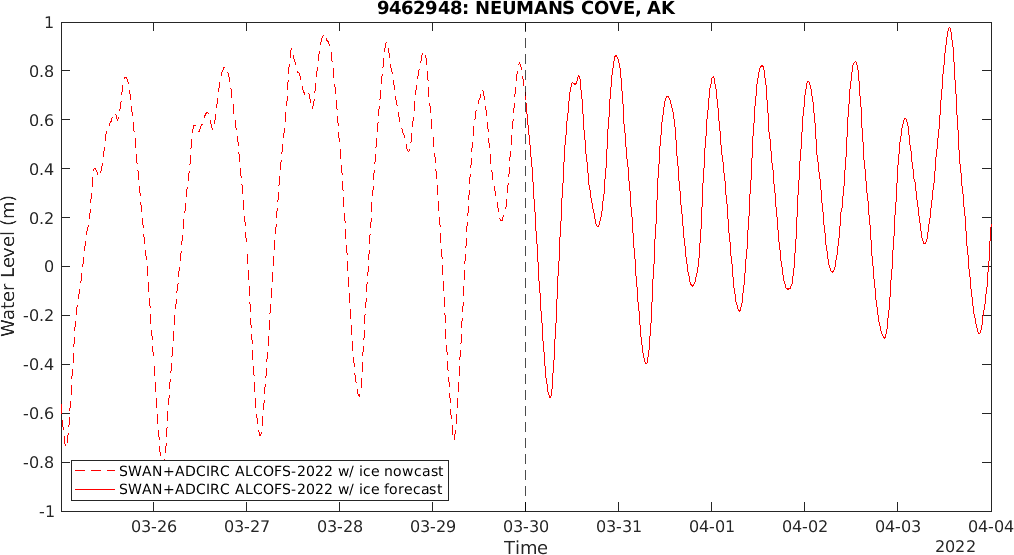 9462948: NEUMANS COVE, AK
Water Level (m)
1
0.8
0.6
0.4
0.2
0
-0.2
-0.4
-0.6
-0.8
-1
SWAN+ADCIRC ALCOFS-2022 w/ ice nowcast
SWAN+ADCIRC ALCOFS-2022 w/ ice forecast
03-26 03-27 03-28 03-29 03-30 03-31 04-01 04-02 04-03 04-04
Time
2022